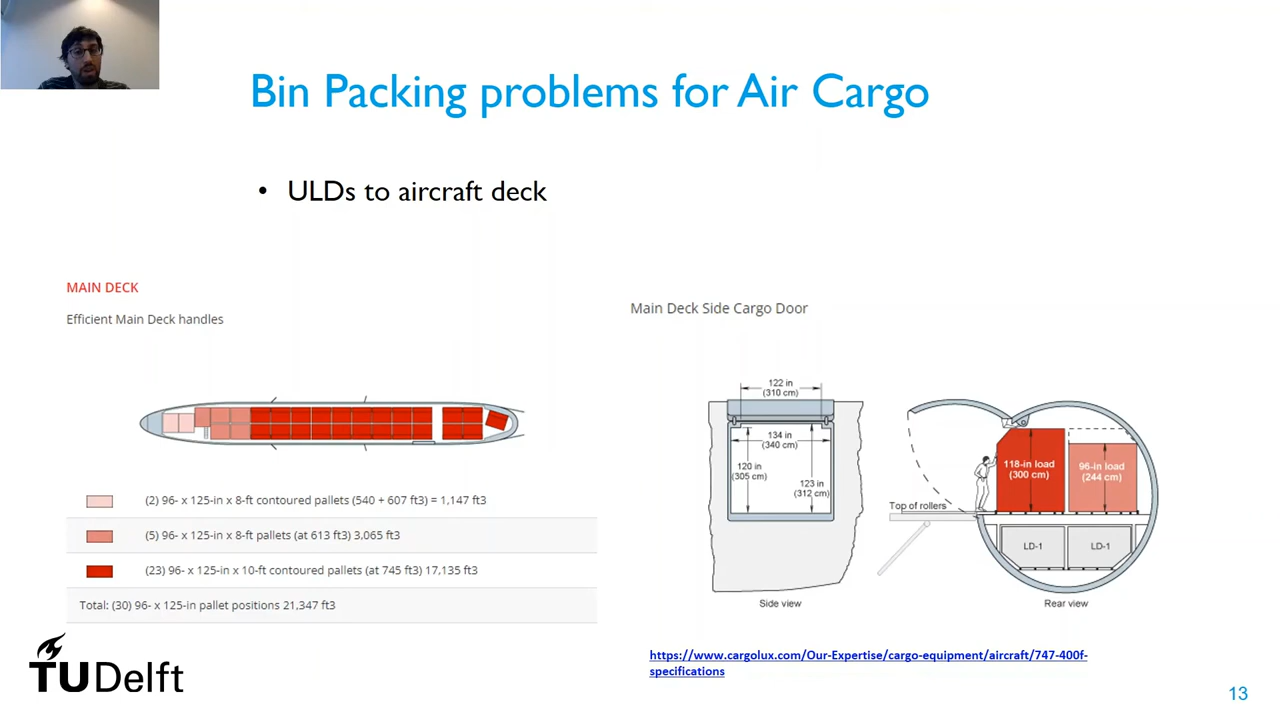 Bin Packing problems for Air Cargo
• ULDs to aircraft deck
MAIN DECK
Efficient Main Deck handles
(2) 96- x 125-in x 8-ft contoured pallets (540 + 607 ft3) = 1,147 ft3
(5) 96- x 125-in x 8-ft pallets (at 613 ft3) 3,065 ft3
(23) 96- x 125-in x 10-ft contoured pallets (at 745 ft3) 17,135 ft3
Total: (30) 96- x 125-in pallet positions 21,347 ft3
Main Deck Side Cargo Door
122 in
(310 cm)
134 in
(340 cm)
120 in
(305 cm)
123 in
(312 cm)
Side view
118-in load
(300 cm)
96-in load
(244 cm)
Top of rollers
LD-1
LD-1
Rear view
https://www.cargolux.com/Our-Expertise/cargo-equipment/aircraft/747-400f-
specifications
TUDelft
13